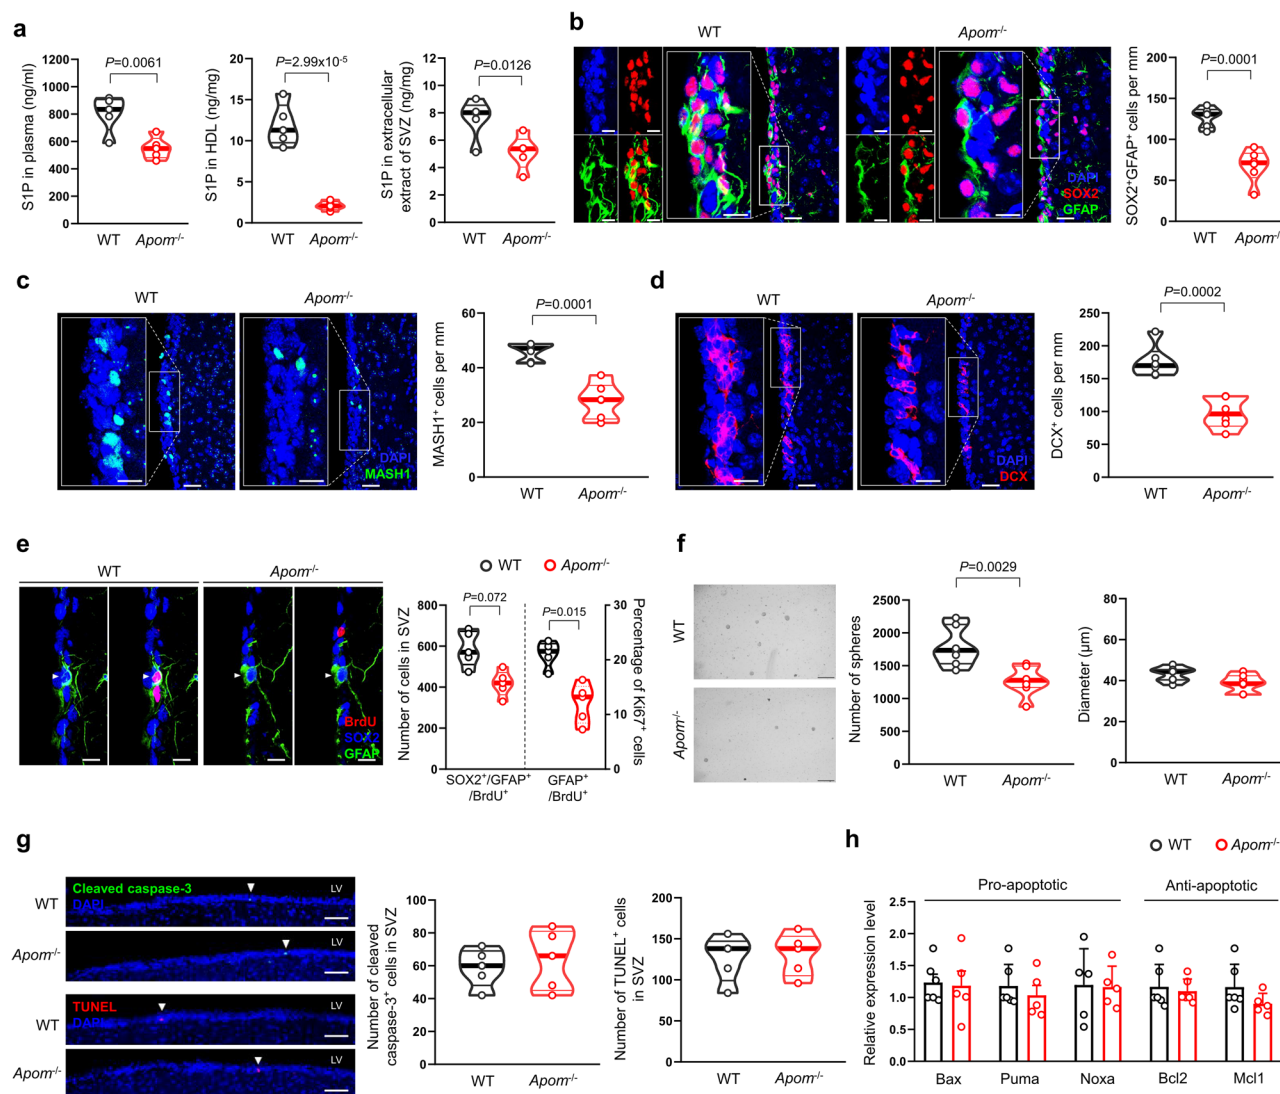 a
S1P in plasma (ng/ml)
1200
1000
800
600
400
200
0
P=0.0061
WT
Apom-/-
S1P in HDL (ng/mg)
20
15
10
5
0
P=2.99x10-5
WT
Apom-/-
S1P in extracellular
extract of SVZ (ng/mg)
12
10
8
6
4
2
0
P=0.0126
WT
Apom-/-
b
WT
Apom-/-
DAPI
SOX2
GFAP
SOX2+GFAP+ cells per mm
200
150
100
50
0
P=0.0001
WT
Apom-/-
c
WT
Apom-/-
DAPI
MASH1
MASH1+ cells per mm
60
40
20
0
P=0.0001
WT
Apom-/-
d
WT
Apom-/-
DAPI
DCX
DCX+ cells per mm
250
200
150
100
50
0
P=0.0002
WT
Apom-/-
e
WT
Apom-/-
BrdU
SOX2
GFAP
WT
Apom-/-
Number of cells in SVZ
800
600
400
200
0
P=0.072
P=0.015
30
20
10
0
Percentage of Ki67+ cells
SOX2+/GFAP+
/BrdU+
GFAP+
/BrdU+
f
WT
Apom-/-
Number of spheres
2500
2000
1500
1000
500
0
P=0.0029
WT
Apom-/-
Diameter (μm)
80
60
40
20
0
WT
Apom-/-
g
WT
Cleaved caspase-3
DAPI
LV
Apom-/-
LV
WT
TUNEL
DAPI
LV
Apom-/-
LV
Number of cleaved
caspase-3+ cells in SVZ
100
80
60
40
20
0
WT
Apom-/-
Number of TUNEL+ cells
in SVZ
200
150
100
50
0
WT
Apom-/-
h
WT
Apom-/-
Pro-apoptotic
Anti-apoptotic
Relative expression level
2.5
2.0
1.5
1.0
0.5
0.0
Bax
Puma
Noxa
Bcl2
Mcl1